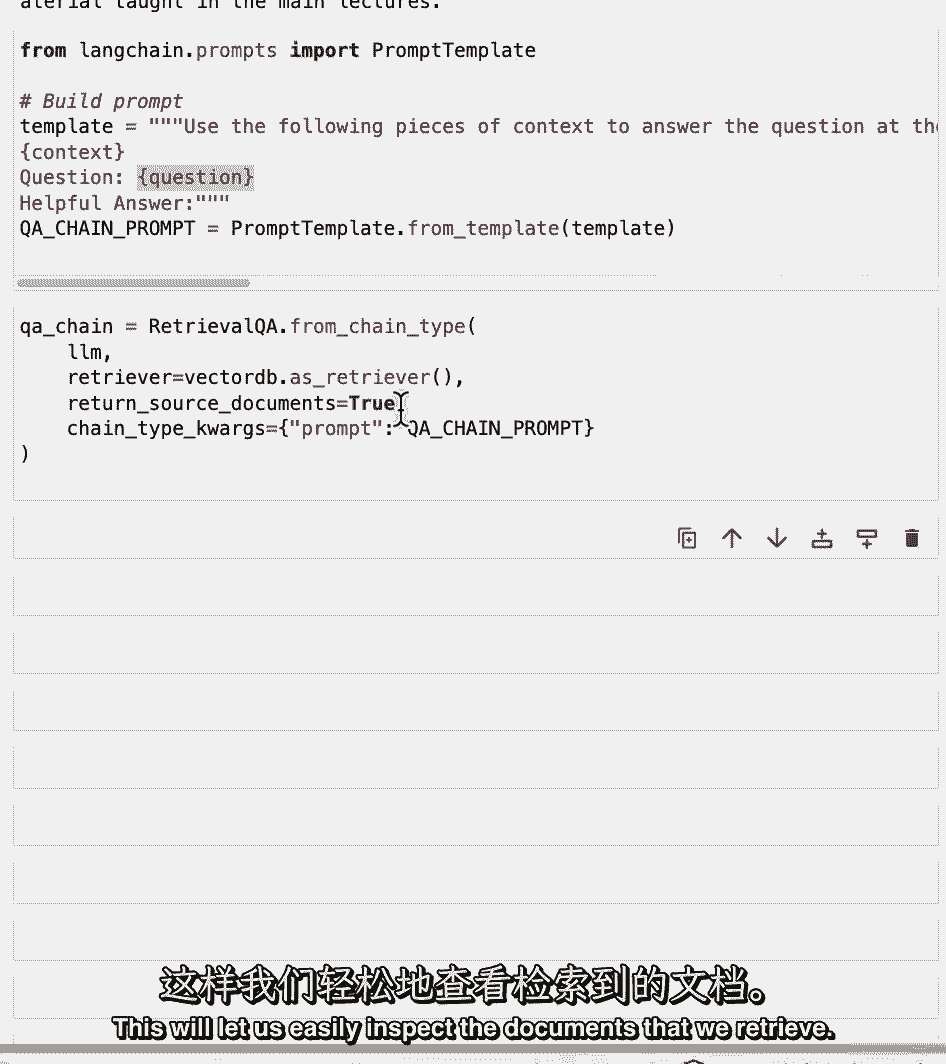 aterial taught in the main lectures.
from langchain.prompts import PromptTemplate
# Build prompt
template = """Use the following pieces of context to answer the question at the
{context}
Question: {question}
Helpful Answer:"""
QA_CHAIN_PROMPT = PromptTemplate.from_template(template)
qa_chain = RetrievalQA.from_chain_type(
    llm,
    retriever=vectordb.as_retriever(),
    return_source_documents=True
    chain_type_kwargs={"prompt": QA_CHAIN_PROMPT}
)
这样我们轻松地查看检索到的文档。
This will let us easily inspect the documents that we retrieve.